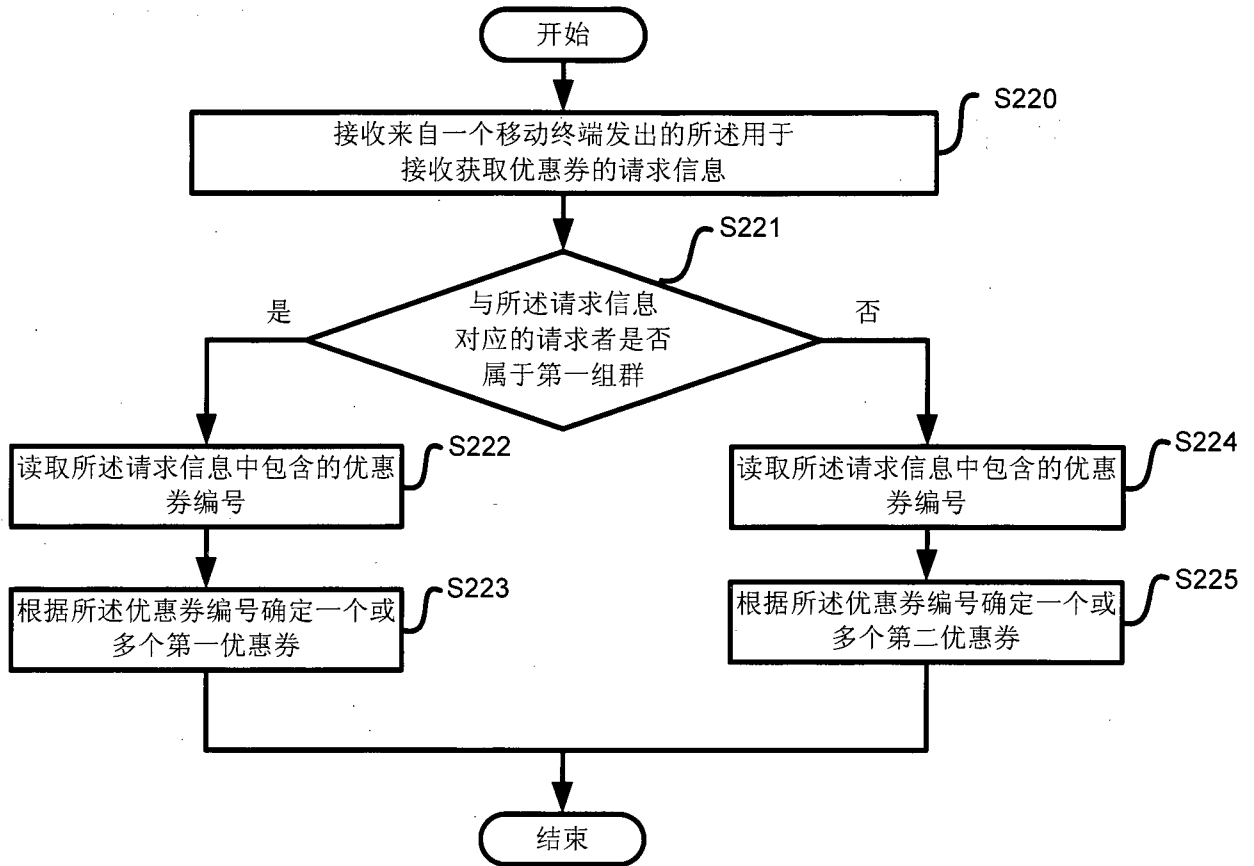 开始
S220
接收来自一个移动终端发出的所述用于
接收获取优惠券的请求信息
S221
与所述请求信息
对应的请求者是否
属于第一组群
是
否
S222
读取所述请求信息中包含的优惠
券编号
S224
读取所述请求信息中包含的优惠
券编号
S223
根据所述优惠券编号确定一个或
多个第一优惠券
S225
根据所述优惠券编号确定一个或
多个第二优惠券
结束